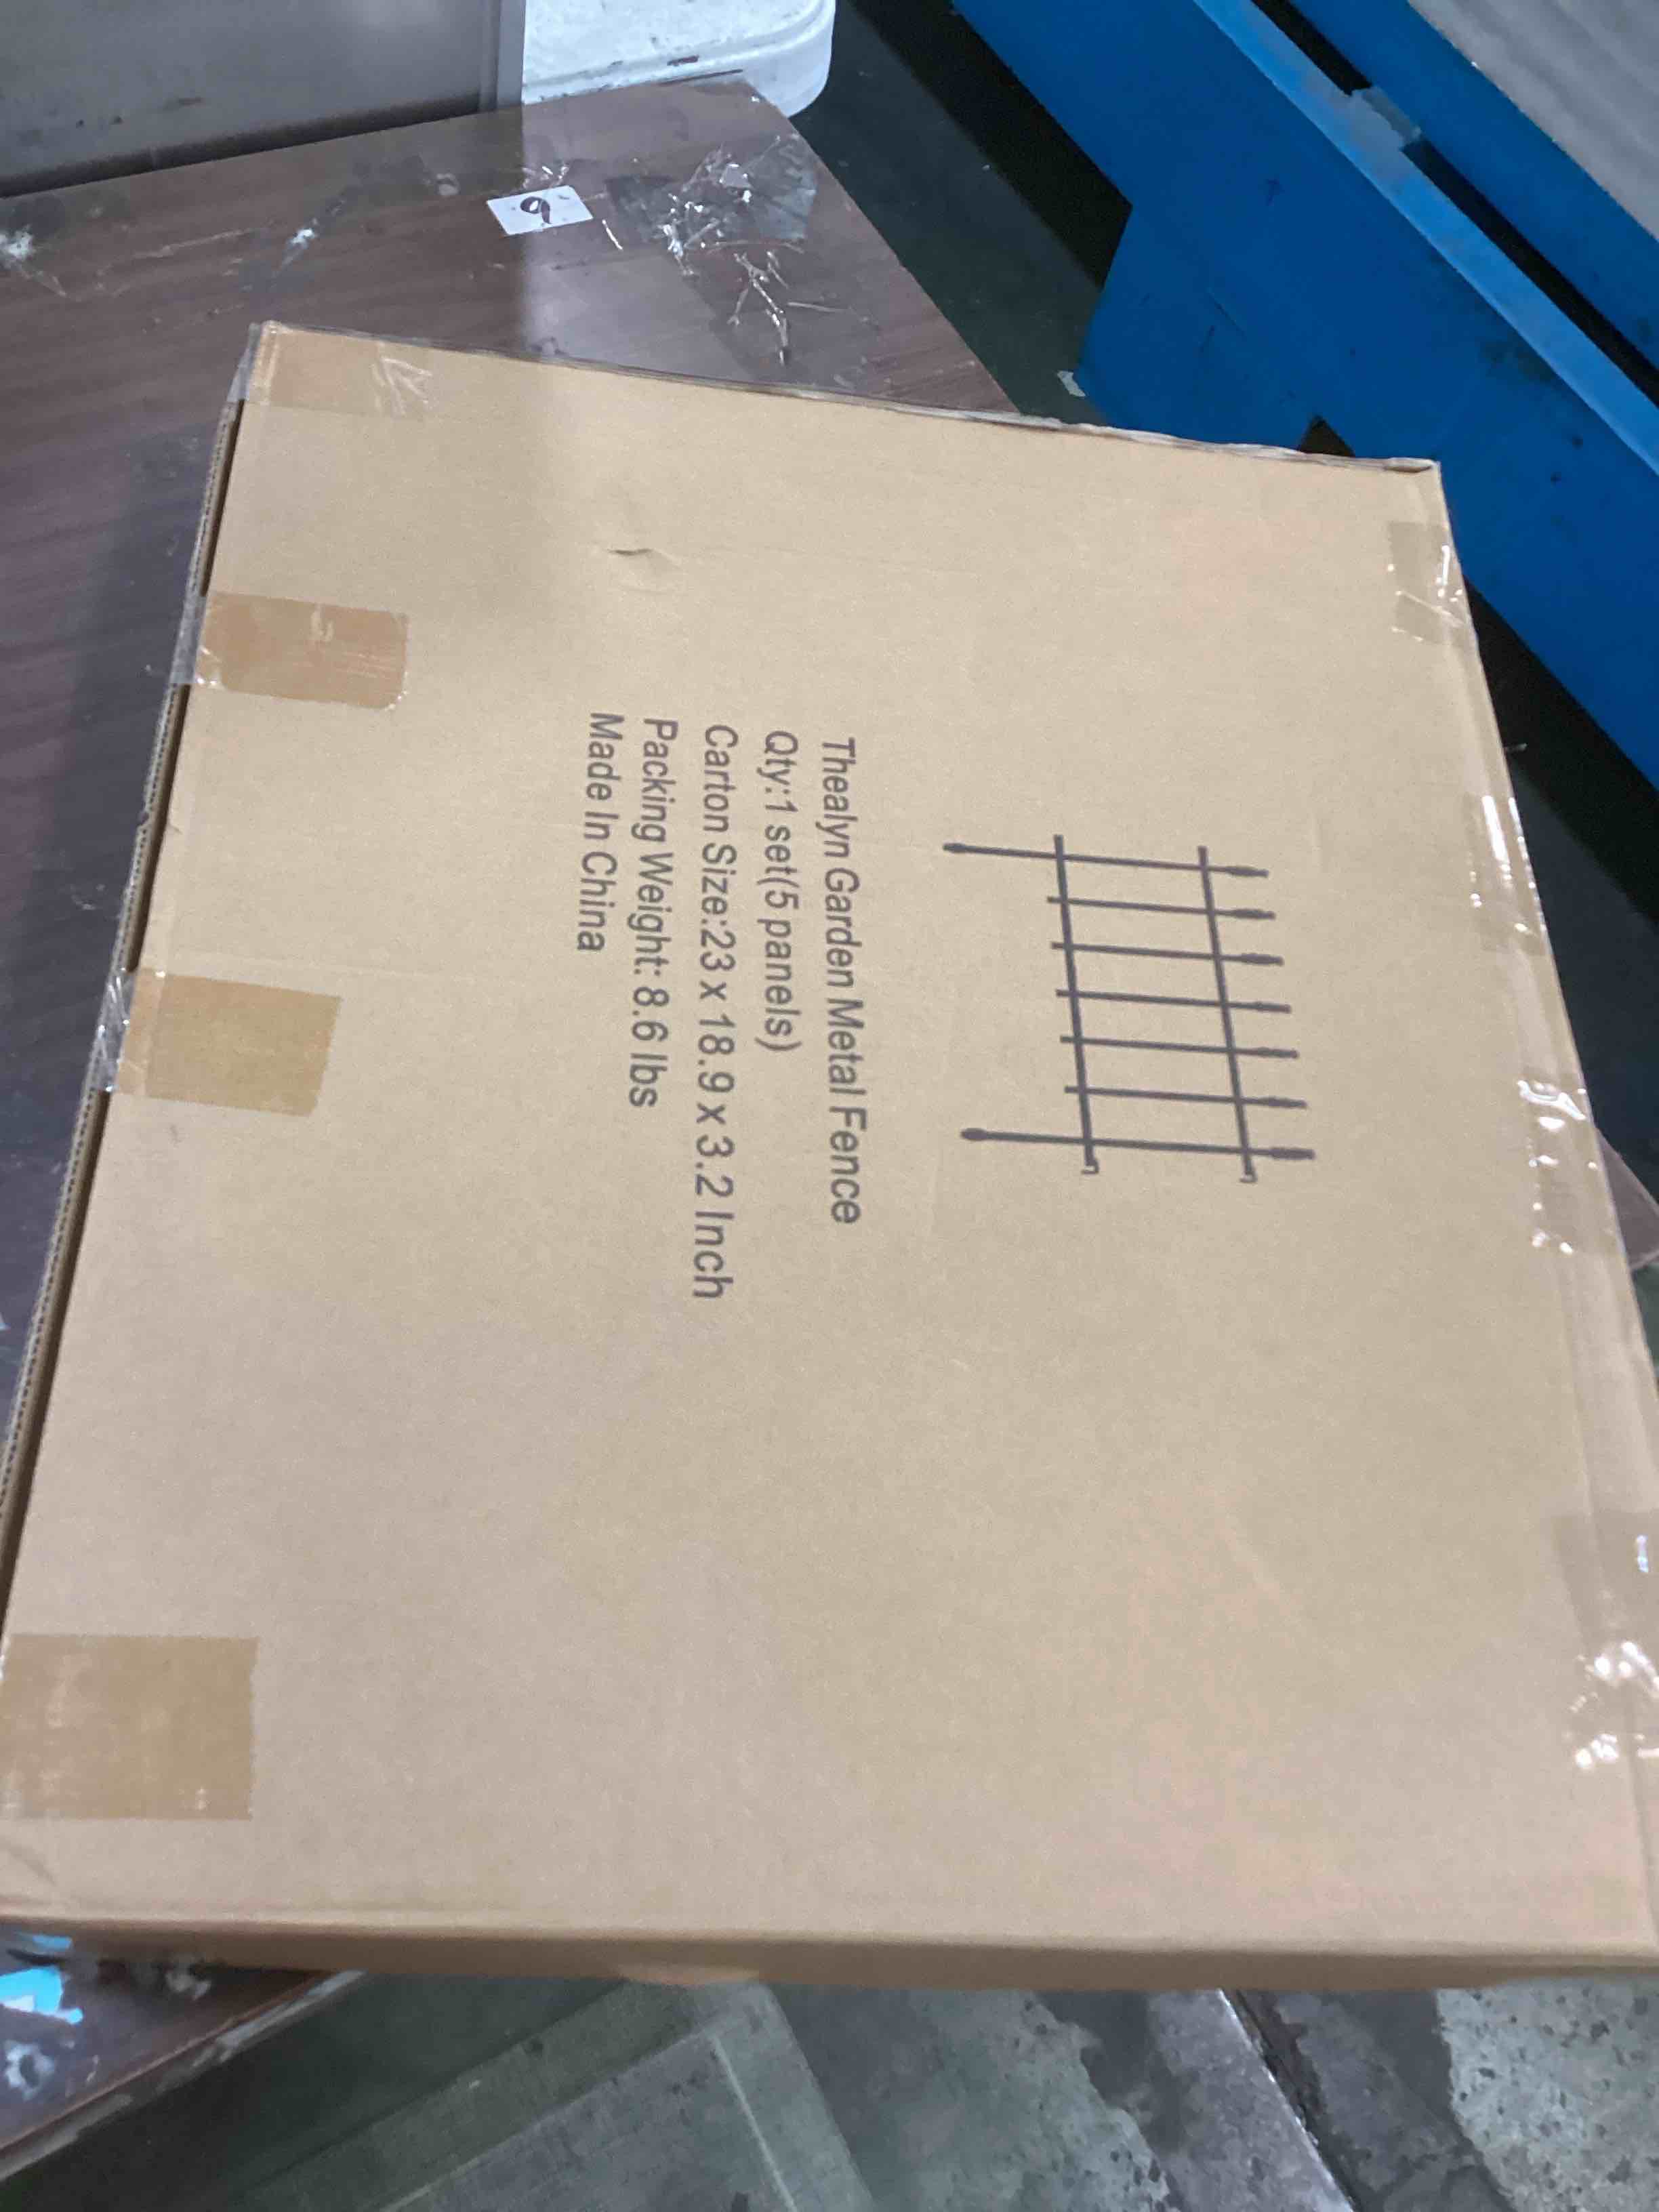 Thealyn Garden Metal Fence
Qty:1 set(5 panels)
Carton Size:23 x 18.9 x 3.2 Inch
Packing Weight: 8.6 lbs
Made In China